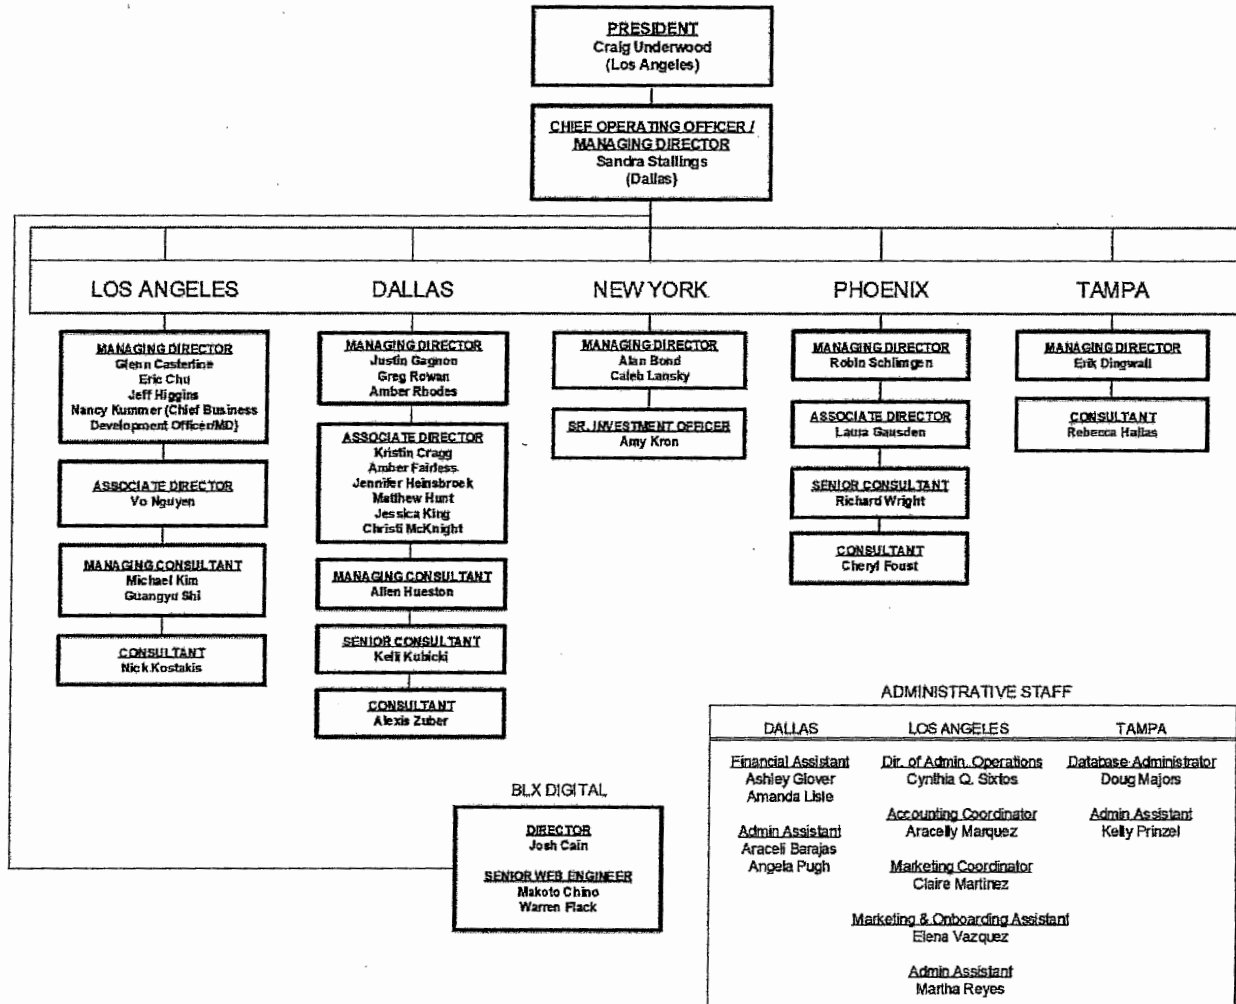 PRESIDENT
Craig Underwood
(Los Angeles)
CHIEF OPERATING OFFICER /
MANAGING DIRECTOR
Sandra Stallings
(Dallas)
LOS ANGELES
MANAGING DIRECTOR
Glenn Casterline
Eric Chu
Jeff Higgins
Nancy Kummer (Chief Business
Development Officer/MD)
ASSOCIATE DIRECTOR
Vo Nguyen
MANAGING CONSULTANT
Michael Kim
Guangyu Shi
CONSULTANT
Nick Kostakis
DALLAS
MANAGING DIRECTOR
Justin Gagnon
Greg Rowan
Amber Rhodes
ASSOCIATE DIRECTOR
Kristin Cragg
Amber Fairless
Jennifer Heinsbroek
Matthew Hunt
Jessica King
Christi McKnight
MANAGING CONSULTANT
Allen Hueston
SENIOR CONSULTANT
Kelli Kubicki
CONSULTANT
Alexis Zuber
NEW YORK
MANAGING DIRECTOR
Alan Bond
Caleb Lansky
SR. INVESTMENT OFFICER
Amy Kron
PHOENIX
MANAGING DIRECTOR
Robin Schlimgen
ASSOCIATE DIRECTOR
Laura Gausden
SENIOR CONSULTANT
Richard Wright
CONSULTANT
Cheryl Foust
TAMPA
MANAGING DIRECTOR
Erik Dingwall
CONSULTANT
Rebecca Hallas
BLX DIGITAL
DIRECTOR
Josh Cain
SENIOR WEB ENGINEER
Makoto Chino
Warren Flack
ADMINISTRATIVE STAFF
DALLAS
Financial Assistant
Ashley Glover
Amanda Lisle
Admin Assistant
Araceli Barajas
Angela Pugh
LOS ANGELES
Dir. of Admin. Operations
Cynthia Q. Sixtos
Accounting Coordinator
Aracelly Marquez
Marketing Coordinator
Claire Martinez
Marketing & Onboarding Assistant
Elena Vazquez
Admin Assistant
Martha Reyes
TAMPA
Database Administrator
Doug Majors
Admin Assistant
Kelly Prinzel